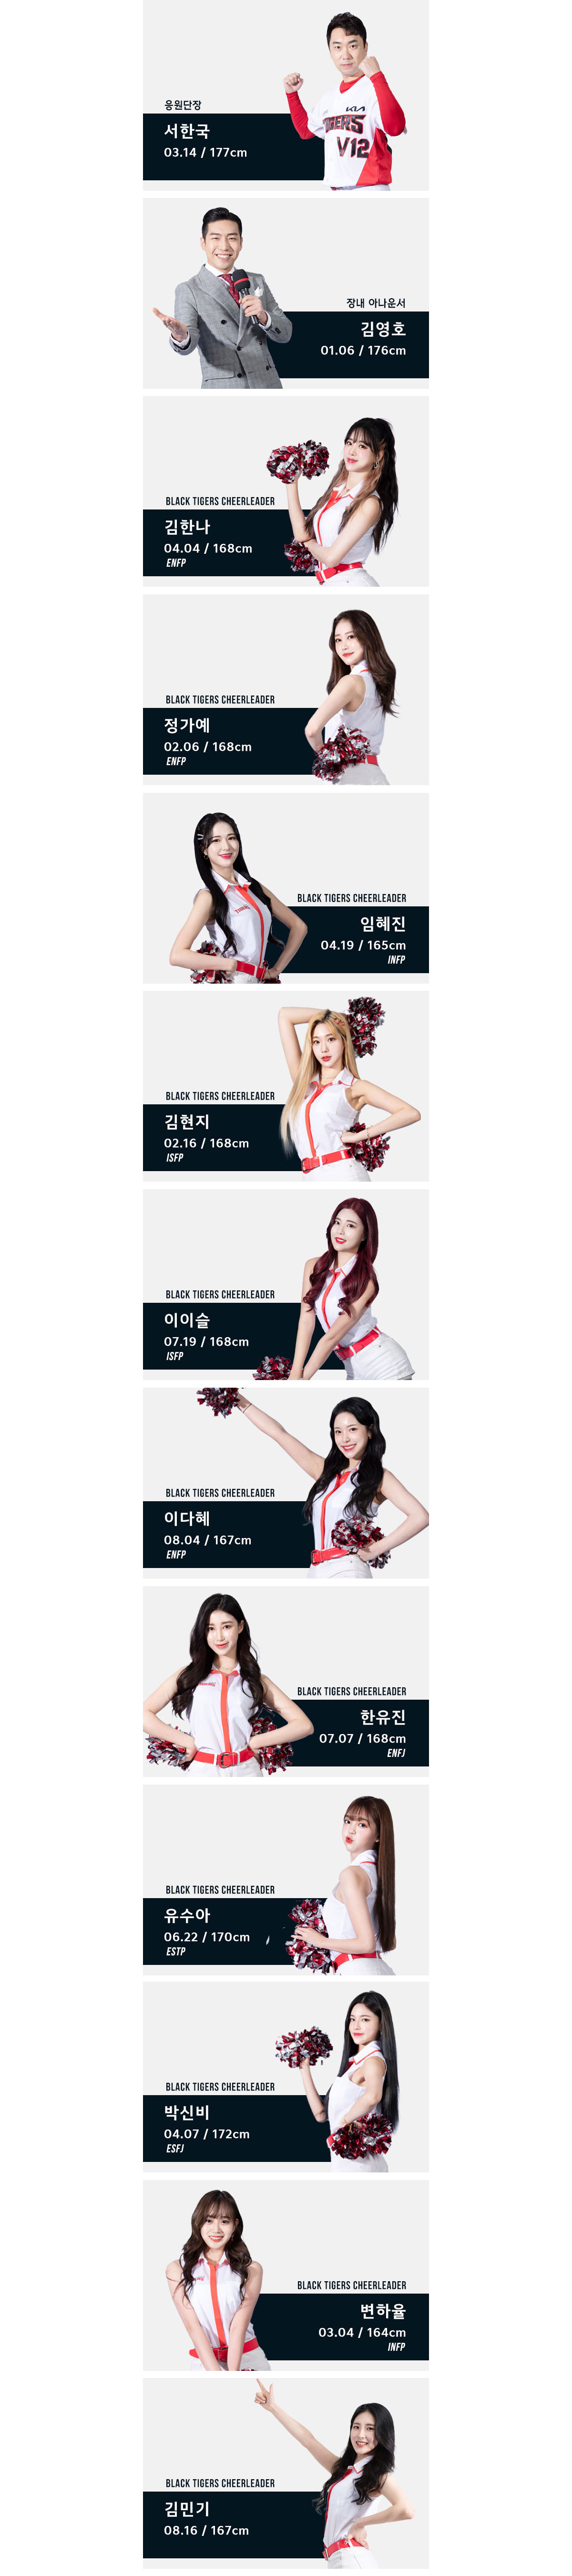 응원단장
서한국
03.14 / 177cm
KIA
TIGERS
V12
장내 아나운서
김영호
01.06 / 176cm
BLACK TIGERS CHEERLEADER
김한나
04.04 / 168cm
ENFP
BLACK TIGERS CHEERLEADER
정가예
02.06 / 168cm
ENFP
BLACK TIGERS CHEERLEADER
임혜진
04.19 / 165cm
INFP
BLACK TIGERS CHEERLEADER
김현지
02.16 / 168cm
ISFP
BLACK TIGERS CHEERLEADER
이이슬
07.19 / 168cm
ISFP
BLACK TIGERS CHEERLEADER
이다혜
08.04 / 167cm
ENFP
BLACK TIGERS CHEERLEADER
한유진
07.07 / 168cm
ENFJ
BLACK TIGERS CHEERLEADER
유수아
06.22 / 170cm
ESTP
BLACK TIGERS CHEERLEADER
박신비
04.07 / 172cm
ESFJ
BLACK TIGERS CHEERLEADER
변하율
03.04 / 164cm
INFP
BLACK TIGERS CHEERLEADER
김민기
08.16 / 167cm